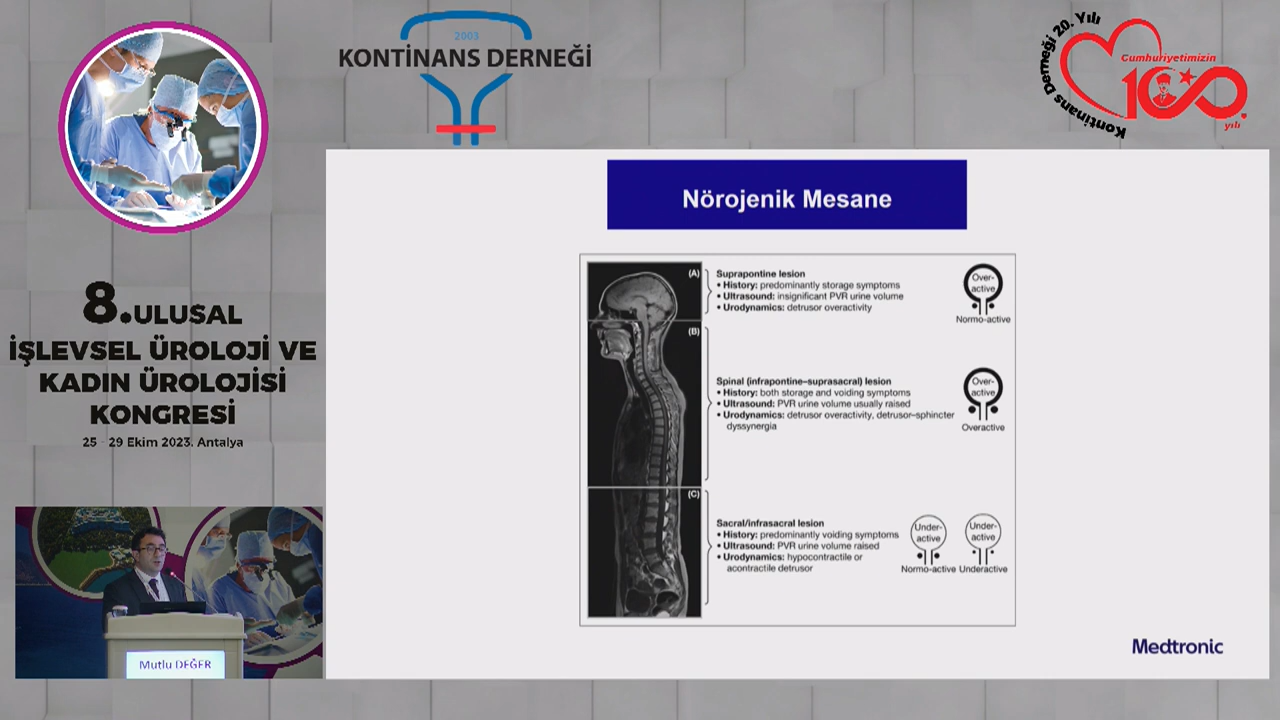 2003
KONTİNANS DERNEĞİ
Kontinans Derneği 20. Yılı
Cumhuriyetimizin
100.
yılı
8.ULUSAL
İŞLEVSEL ÜROLOJİ VE
KADIN ÜROLOJİSİ
KONGRESİ
25 - 29 Ekim 2023, Antalya
Mutlu DEĞER
Nörojenik Mesane
(A)
Suprapontine lesion
• History: predominantly storage symptoms
• Ultrasound: insignificant PVR urine volume
• Urodynamics: detrusor overactivity
Over-
active
Normo-active
(B)
Spinal (infrapontine–suprasacral) lesion
• History: both storage and voiding symptoms
• Ultrasound: PVR urine volume usually raised
• Urodynamics: detrusor overactivity, detrusor–sphincter
dyssynergia
Over-
active
Overactive
(C)
Sacral/infrasacral lesion
• History: predominantly voiding symptoms
• Ultrasound: PVR urine volume raised
• Urodynamics: hypocontractile or
acontractile detrusor
Under-
active
Normo-active
Under-
active
Underactive
Medtronic